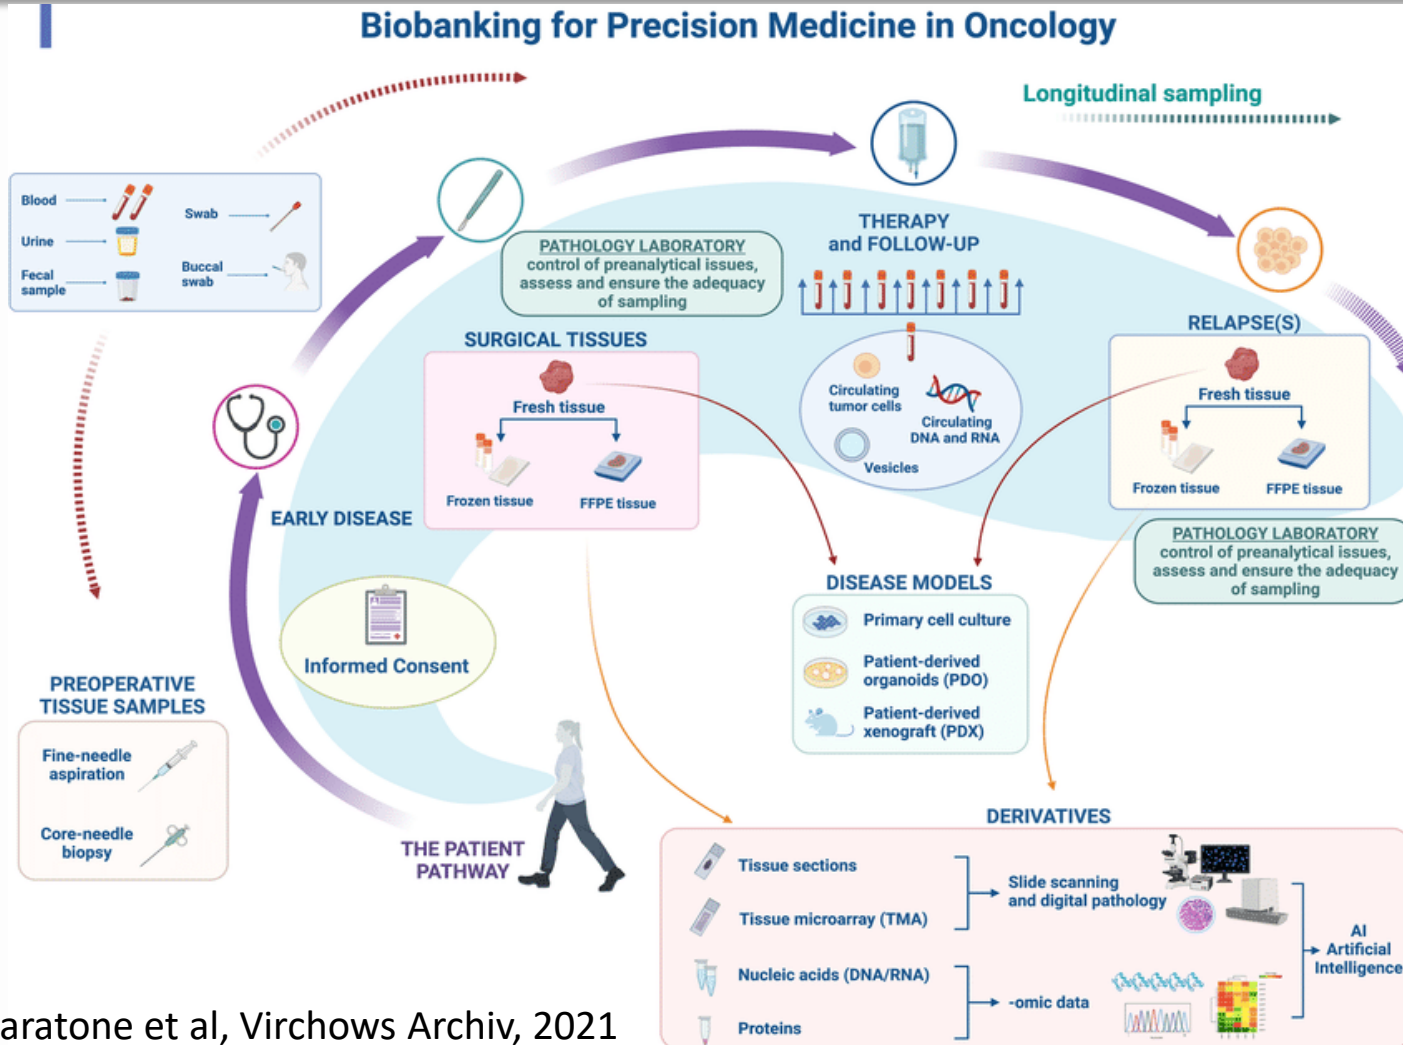 Biobanking for Precision Medicine in Oncology
Longitudinal sampling
Blood
Urine
Fecal
sample
Swab
Buccal
swab
PATHOLOGY LABORATORY
control of preanalytical issues,
assess and ensure the adequacy
of sampling
THERAPY
and FOLLOW-UP
SURGICAL TISSUES
Fresh tissue
Frozen tissue
FFPE tissue
Circulating
tumor cells
Circulating
DNA and RNA
Vesicles
RELAPSE(S)
Fresh tissue
Frozen tissue
FFPE tissue
PATHOLOGY LABORATORY
control of preanalytical issues,
assess and ensure the adequacy
of sampling
EARLY DISEASE
Informed Consent
DISEASE MODELS
Primary cell culture
Patient-derived
organoids (PDO)
Patient-derived
xenograft (PDX)
PREOPERATIVE
TISSUE SAMPLES
Fine-needle
aspiration
Core-needle
biopsy
THE PATIENT
PATHWAY
DERIVATIVES
Tissue sections
Tissue microarray (TMA)
Slide scanning
and digital pathology
Nucleic acids (DNA/RNA)
Proteins
-omic data
AI
Artificial
Intelligence
aratone et al, Virchows Archiv, 2021